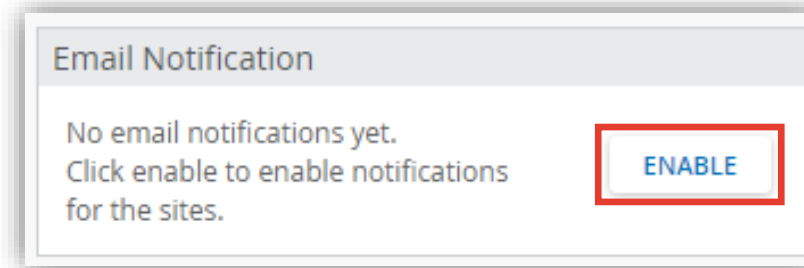 Email Notification
No email notifications yet.
Click enable to enable notifications
for the sites.
ENABLE